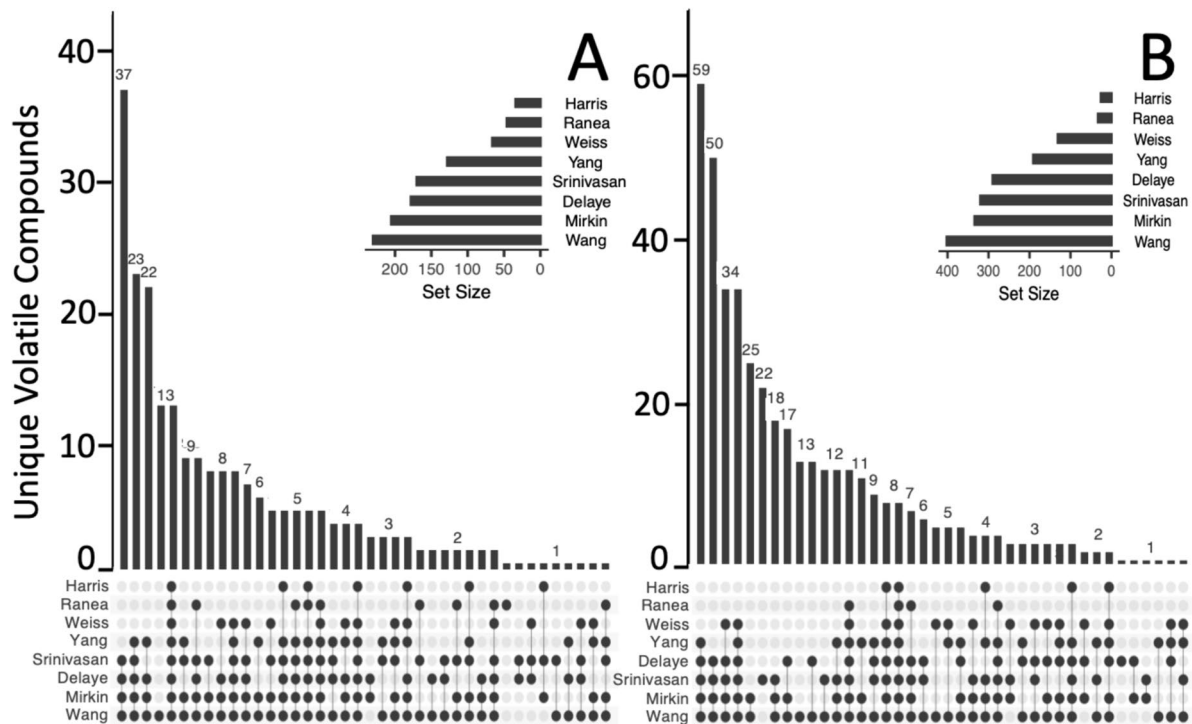 Unique Volatile Compounds
A
40
30
20
10
0
37
23
22
13
9
8
7
6
5
4
3
2
1
Harris
Ranea
Weiss
Yang
Srinivasan
Delaye
Mirkin
Wang
200 150 100 50 0
Set Size
Harris
Ranea
Weiss
Yang
Srinivasan
Delaye
Mirkin
Wang
B
60
40
20
0
59
50
34
25
22
18
17
13
12
11
9
8
7
6
5
4
3
2
1
Harris
Ranea
Weiss
Yang
Delaye
Srinivasan
Mirkin
Wang
400 300 200 100 0
Set Size
Harris
Ranea
Weiss
Yang
Delaye
Srinivasan
Mirkin
Wang